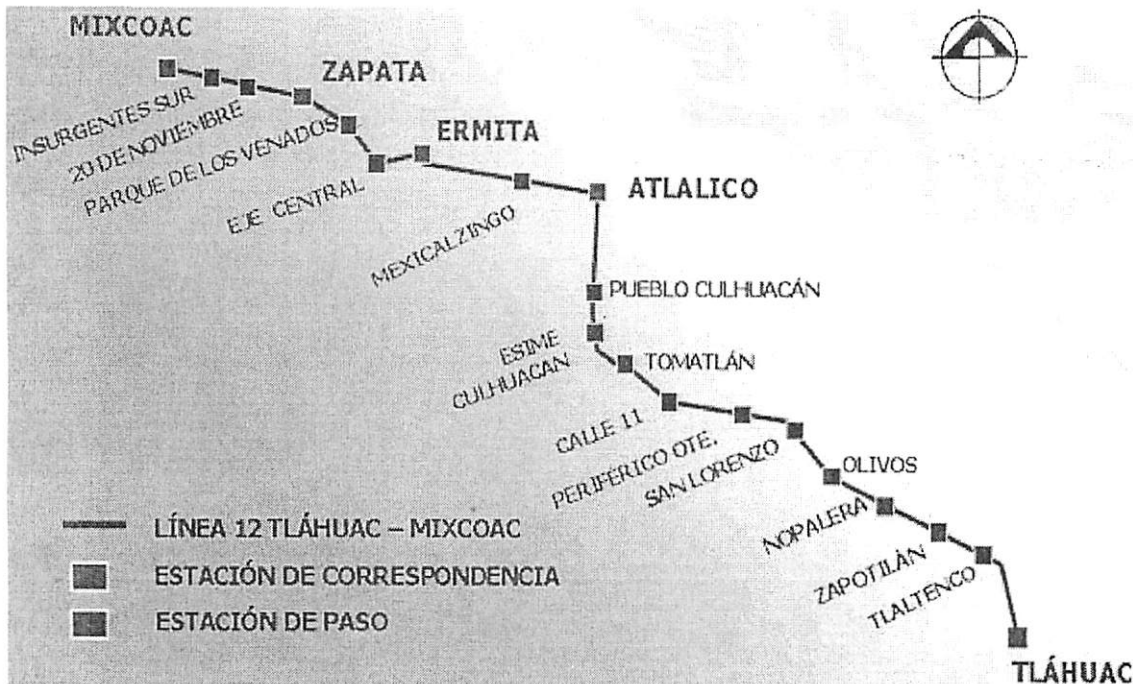 MIXCOAC
INSURGENTES SUR
20 DE NOVIEMBRE
ZAPATA
PARQUE DE LOS VENADOS
EJE CENTRAL
ERMITA
MEXICALZINGO
ATLALICO
PUEBLO CULHUACÁN
ESIME
CULHUACAN
TOMATLÁN
CALLE 11
PERIFÉRICO OTE.
SAN LORENZO
OLIVOS
NOPALERA
ZAPOTILÁN
TLALTENCO
TLÁHUAC
LÍNEA 12 TLÁHUAC – MIXCOAC
ESTACIÓN DE CORRESPONDENCIA
ESTACIÓN DE PASO